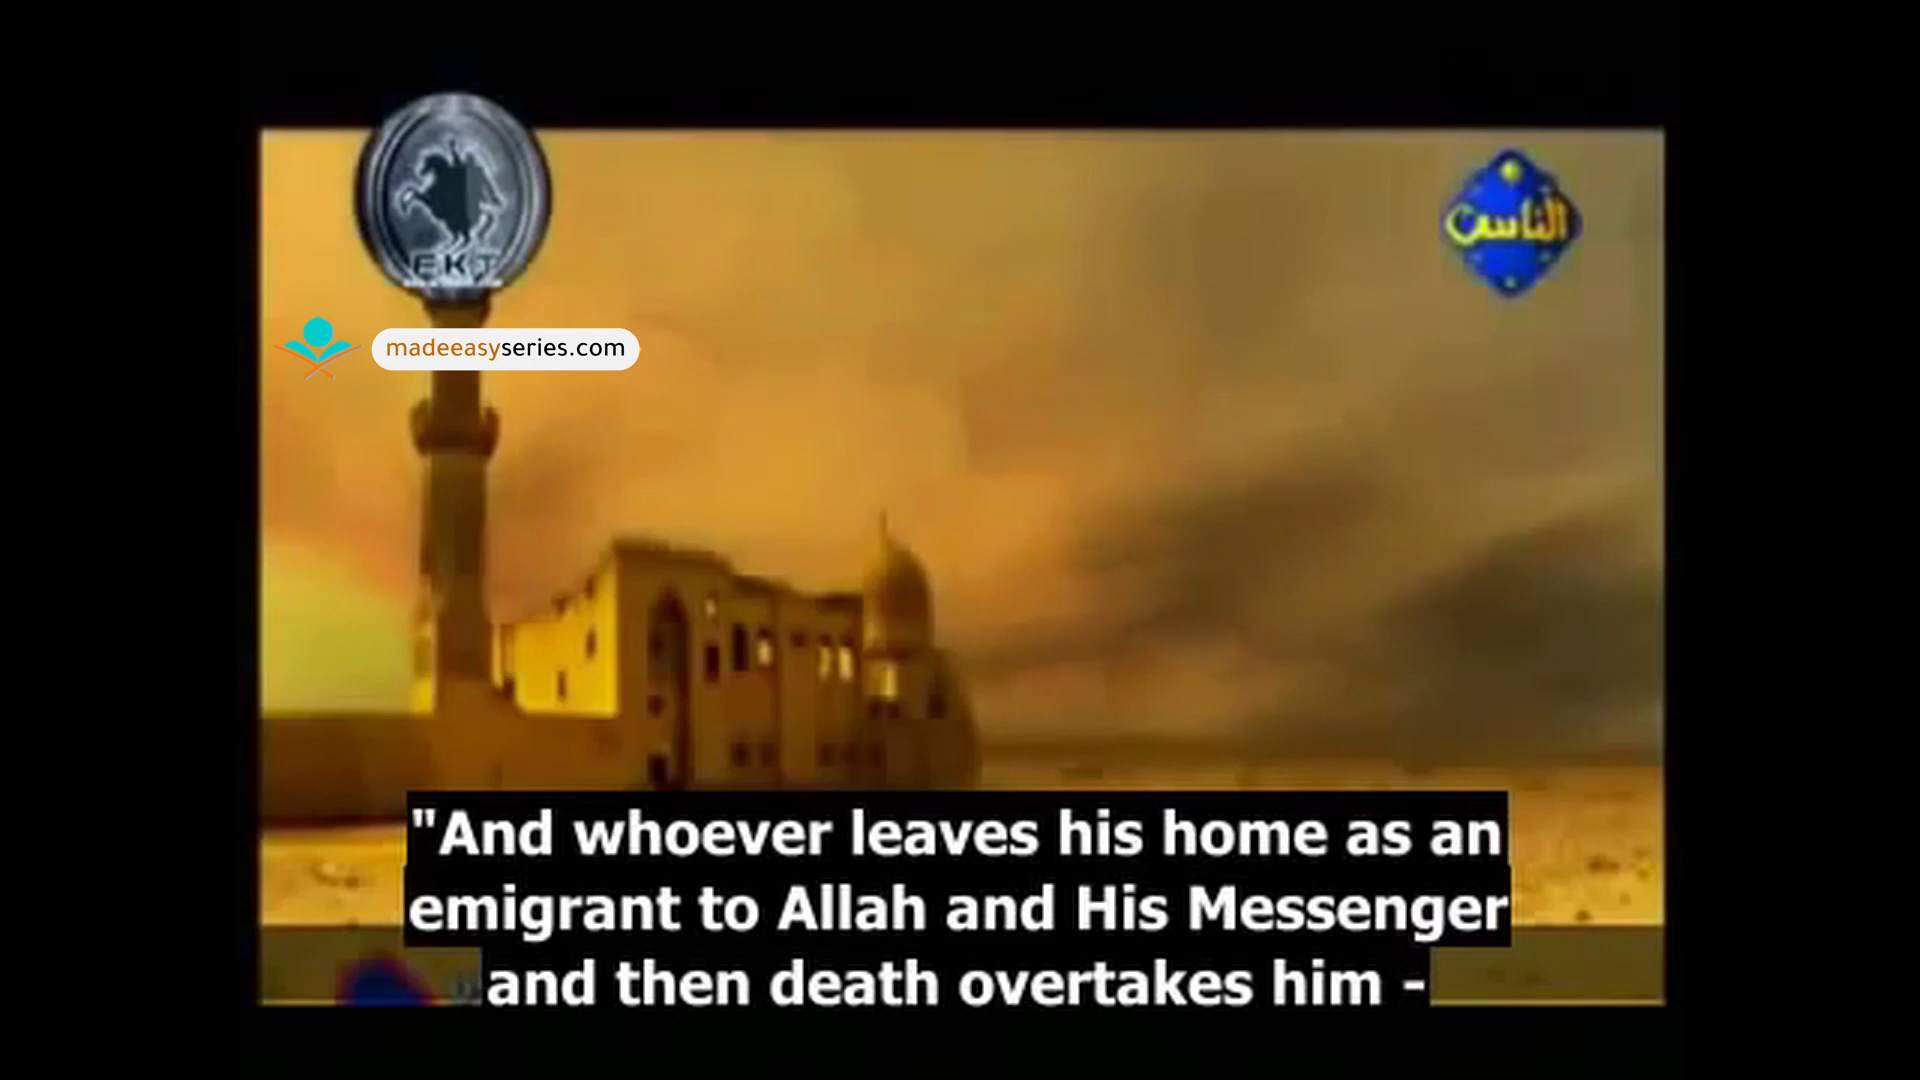 EKT
الناس
madeeasyseries.com
"And whoever leaves his home as an
emigrant to Allah and His Messenger
and then death overtakes him -